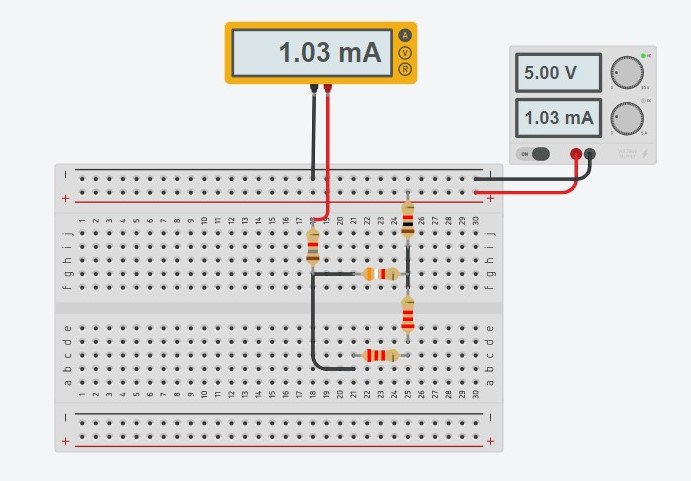 1.03 mA
A
V
R
5.00 V
1.03 mA
ON
− −
+ +
1 2 3 4 5 6 7 8 9 10 11 12 13 14 15 16 17 18 19 20 21 22 23 24 25 26 27 28 29 30
j j
i i
h h
g g
f f
e e
d d
c c
b b
a a
1 2 3 4 5 6 7 8 9 10 11 12 13 14 15 16 17 18 19 20 21 22 23 24 25 26 27 28 29 30
− −
+ +